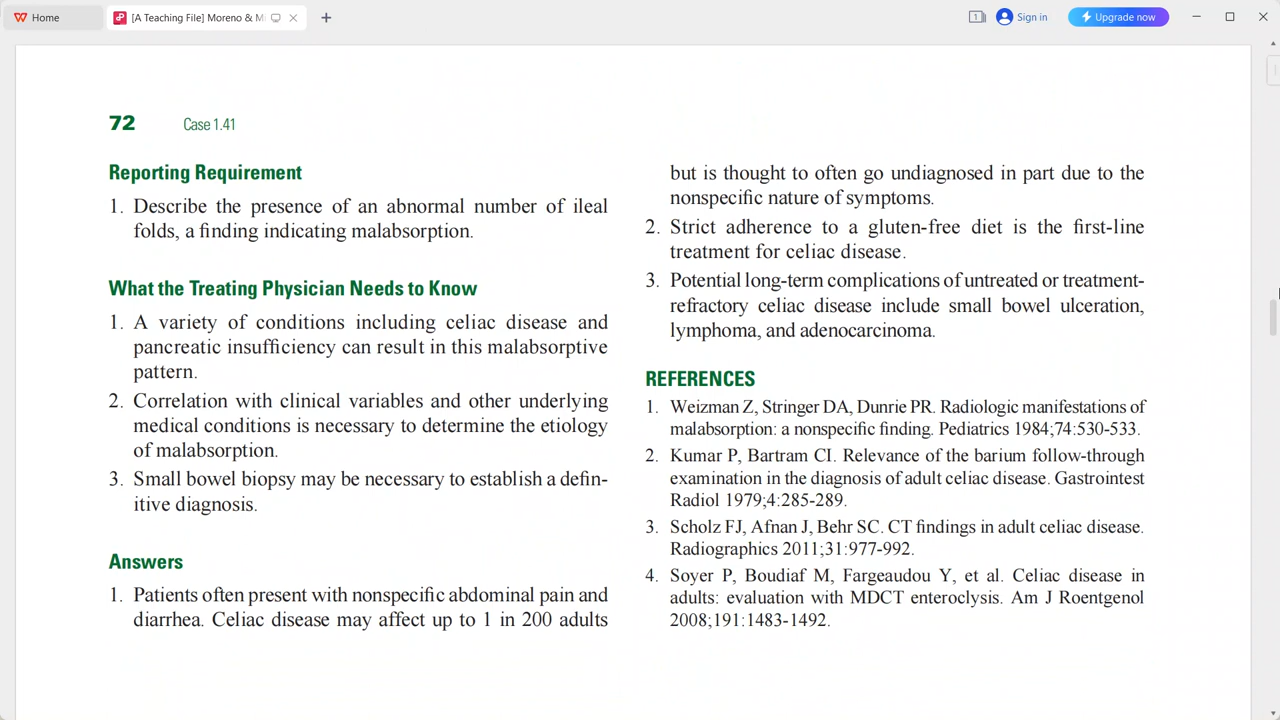 Home
[A Teaching File] Moreno & M
1
Sign in
Upgrade now
72 Case 1.41
Reporting Requirement
1. Describe the presence of an abnormal number of ileal
folds, a finding indicating malabsorption.
What the Treating Physician Needs to Know
1. A variety of conditions including celiac disease and
pancreatic insufficiency can result in this malabsorptive
pattern.
2. Correlation with clinical variables and other underlying
medical conditions is necessary to determine the etiology
of malabsorption.
3. Small bowel biopsy may be necessary to establish a defin-
itive diagnosis.
Answers
1. Patients often present with nonspecific abdominal pain and
diarrhea. Celiac disease may affect up to 1 in 200 adults
but is thought to often go undiagnosed in part due to the
nonspecific nature of symptoms.
2. Strict adherence to a gluten-free diet is the first-line
treatment for celiac disease.
3. Potential long-term complications of untreated or treatment-
refractory celiac disease include small bowel ulceration,
lymphoma, and adenocarcinoma.
REFERENCES
1. Weizman Z, Stringer DA, Dunrie PR. Radiologic manifestations of
malabsorption: a nonspecific finding. Pediatrics 1984;74:530-533.
2. Kumar P, Bartram CI. Relevance of the barium follow-through
examination in the diagnosis of adult celiac disease. Gastrointest
Radiol 1979;4:285-289.
3. Scholz FJ, Afnan J, Behr SC. CT findings in adult celiac disease.
Radiographics 2011;31:977-992.
4. Soyer P, Boudiaf M, Fargeaudou Y, et al. Celiac disease in
adults: evaluation with MDCT enteroclysis. Am J Roentgenol
2008;191:1483-1492.